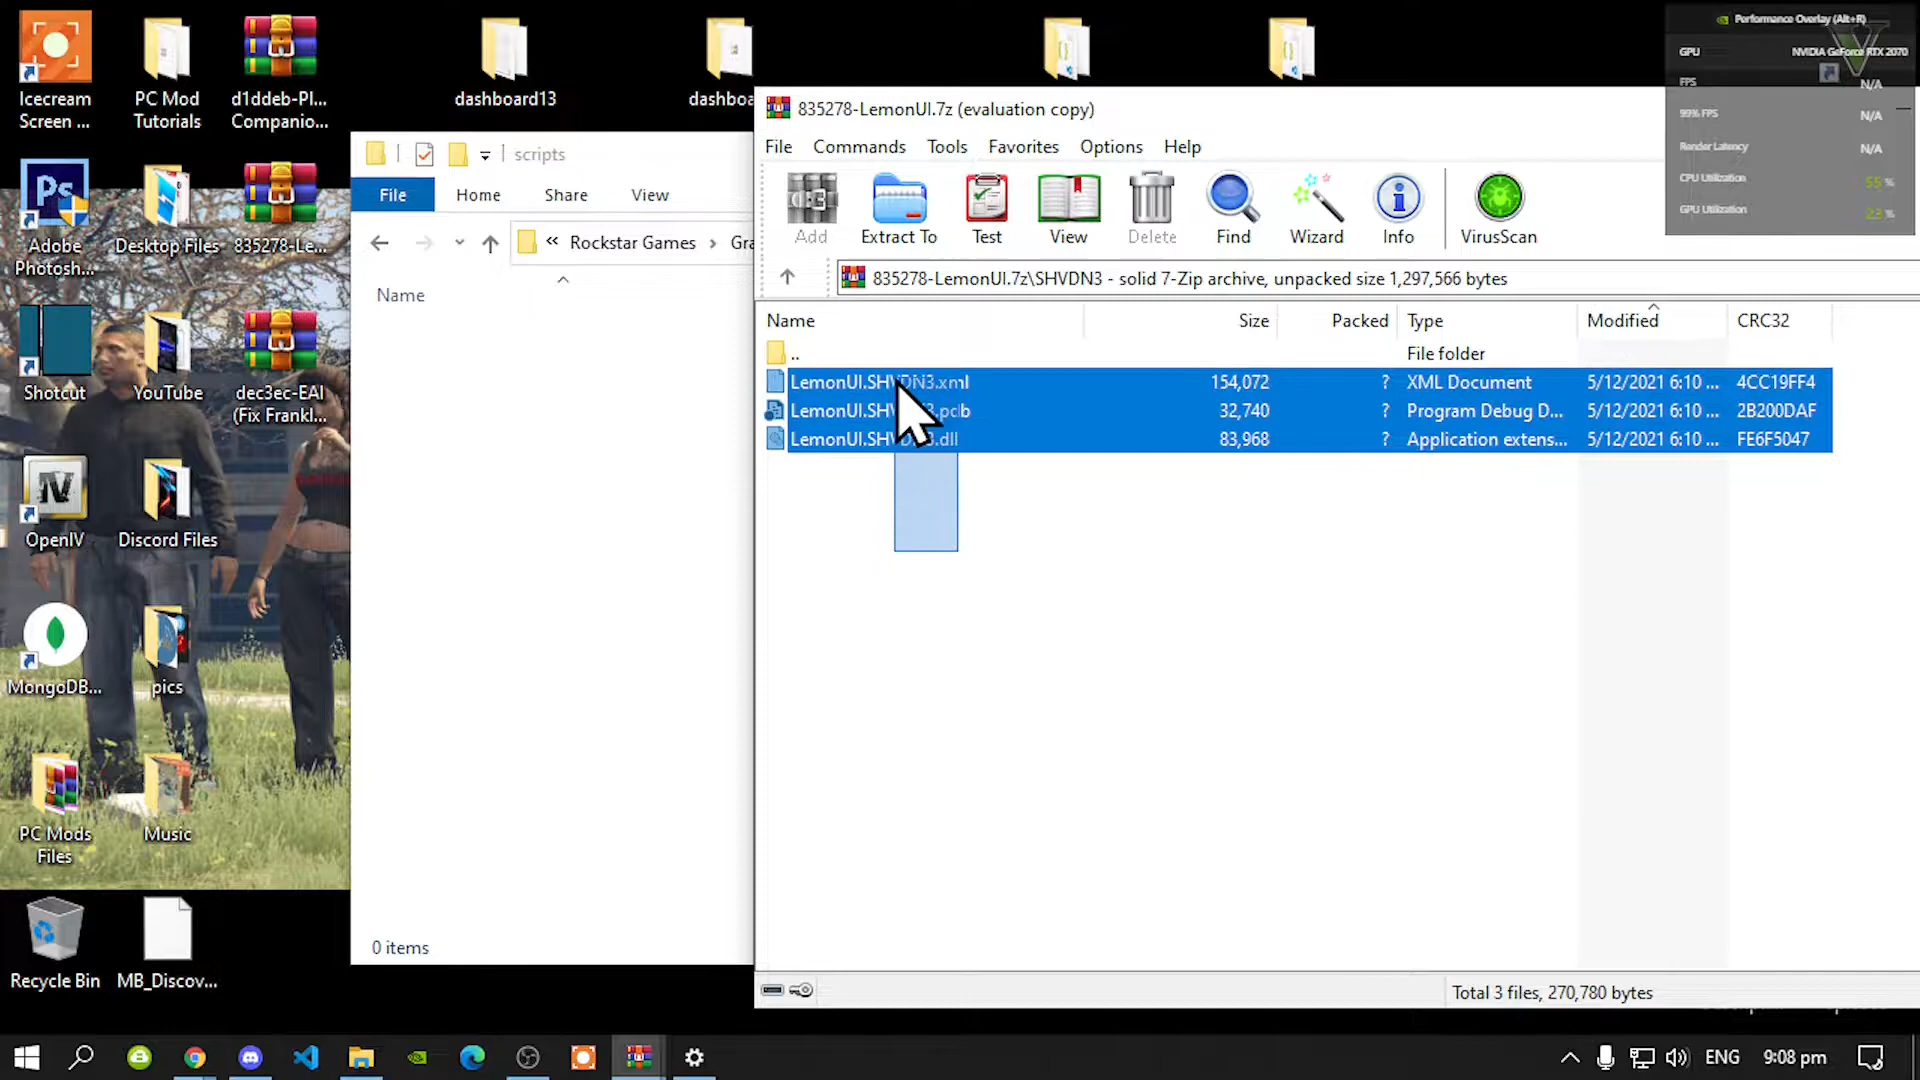 Icecream
Screen ...
PC Mod
Tutorials
d1ddeb-Pl...
Companio...
dashboard13
dashboa
Adobe
Photosh...
Desktop Files
835278-Le...
Shotcut
YouTube
dec3ec-EAI
(Fix Frankl...
OpenIV
Discord Files
MongoDB...
pics
PC Mods
Files
Music
Recycle Bin
MB_Discov...
scripts
File
Home
Share
View
« Rockstar Games > Gra
Name
0 items
835278-LemonUI.7z (evaluation copy)
File Commands Tools Favorites Options Help
Add Extract To Test View Delete Find Wizard Info VirusScan
835278-LemonUI.7z\SHVDN3 - solid 7-Zip archive, unpacked size 1,297,566 bytes
Name Size Packed Type Modified CRC32
.. File folder
LemonUI.SHVDN3.xml 154,072 ? XML Document 5/12/2021 6:10 ... 4CC19FF4
LemonUI.SHVDN3.pdb 32,740 ? Program Debug D... 5/12/2021 6:10 ... 2B200DAF
LemonUI.SHVDN3.dll 83,968 ? Application extens... 5/12/2021 6:10 ... FE6F5047
Total 3 files, 270,780 bytes
Performance Overlay (Alt+R)
GPU NVIDIA GeForce RTX 2070
FPS N/A
99% FPS N/A
Render Latency N/A
CPU Utilization 55 %
GPU Utilization 23 %
ENG 9:08 pm